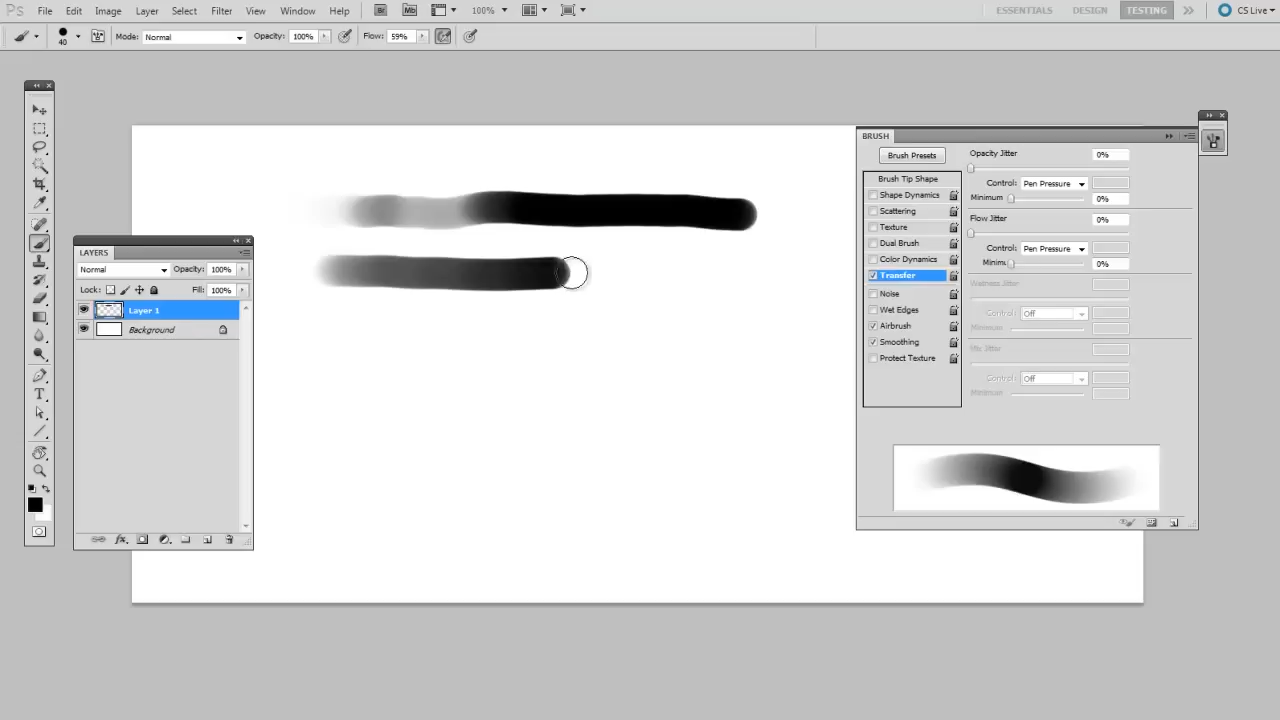 Ps File Edit Image Layer Select Filter View Window Help Br Mb 100% ESSENTIALS DESIGN TESTING CS Live
40 Mode: Normal Opacity: 100% Flow: 59%
BRUSH
Brush Presets
Brush Tip Shape
Shape Dynamics
Scattering
Texture
Dual Brush
Color Dynamics
Transfer
Noise
Wet Edges
Airbrush
Smoothing
Protect Texture
Opacity Jitter 0%
Control: Pen Pressure
Minimum 0%
Flow Jitter 0%
Control: Pen Pressure
Minimu 0%
Wetness Jitter
Control: Off
Minimum
Mix Jitter
Control: Off
Minimum
LAYERS
Normal Opacity: 100%
Lock: Fill: 100%
Layer 1
Background